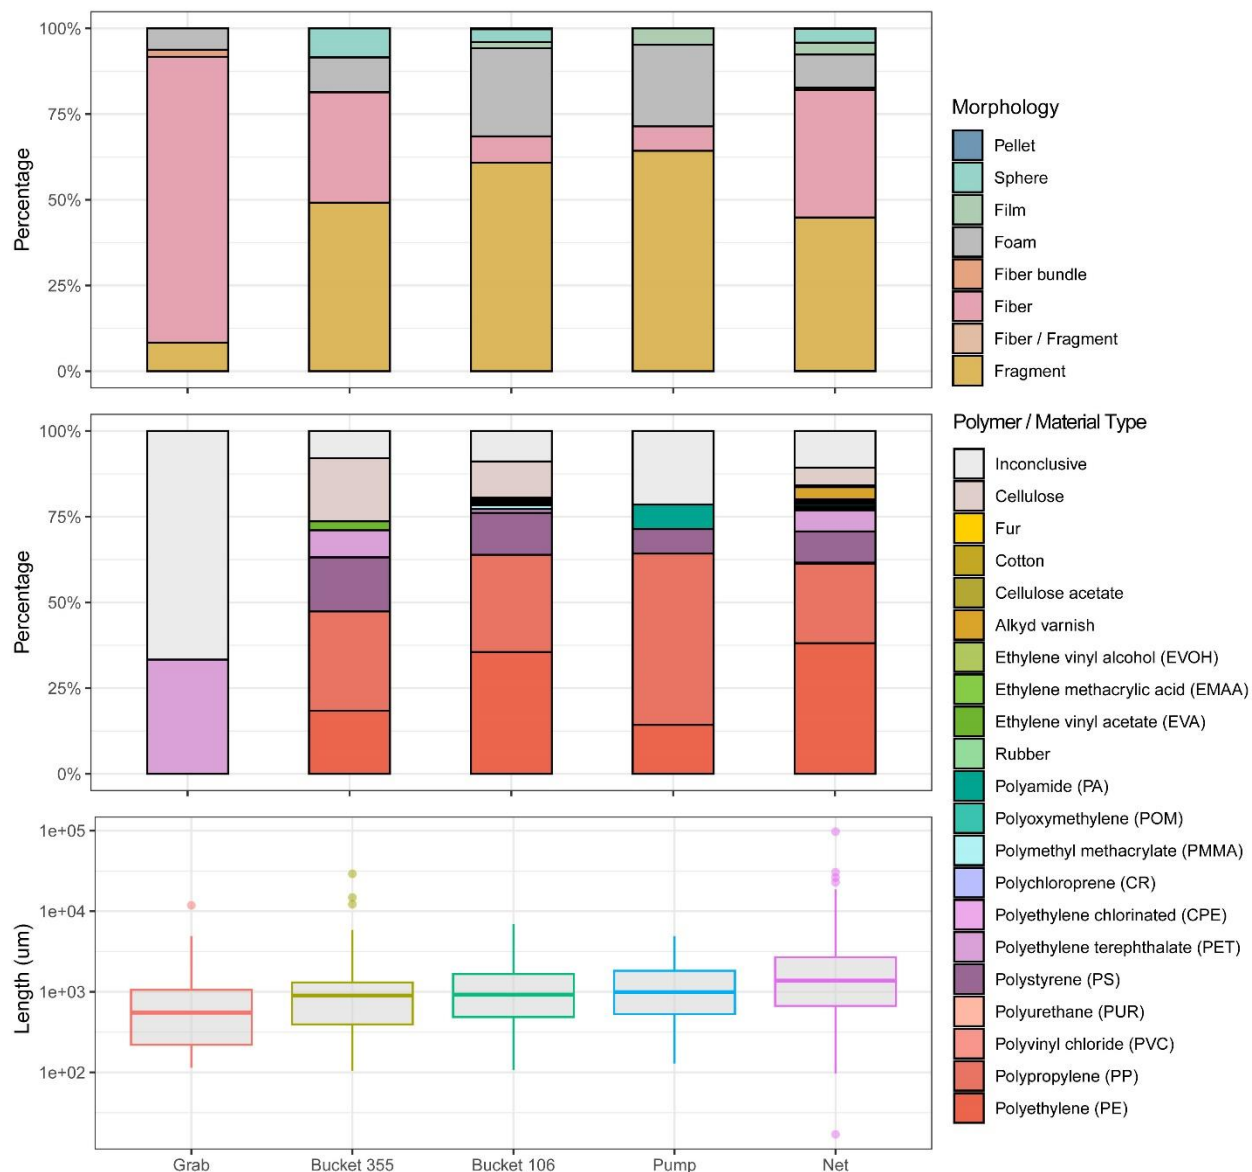 100%
75%
50%
25%
0%
Percentage
Morphology
Pellet
Sphere
Film
Foam
Fiber bundle
Fiber
Fiber / Fragment
Fragment
100%
75%
50%
25%
0%
Percentage
Polymer / Material Type
Inconclusive
Cellulose
Fur
Cotton
Cellulose acetate
Alkyd varnish
Ethylene vinyl alcohol (EVOH)
Ethylene methacrylic acid (EMAA)
Ethylene vinyl acetate (EVA)
Rubber
Polyamide (PA)
Polyoxymethylene (POM)
Polymethyl methacrylate (PMMA)
Polychloroprene (CR)
Polyethylene chlorinated (CPE)
Polyethylene terephthalate (PET)
Polystyrene (PS)
Polyurethane (PUR)
Polyvinyl chloride (PVC)
Polypropylene (PP)
Polyethylene (PE)
1e+05
1e+04
1e+03
1e+02
Length (um)
Grab Bucket 355 Bucket 106 Pump Net